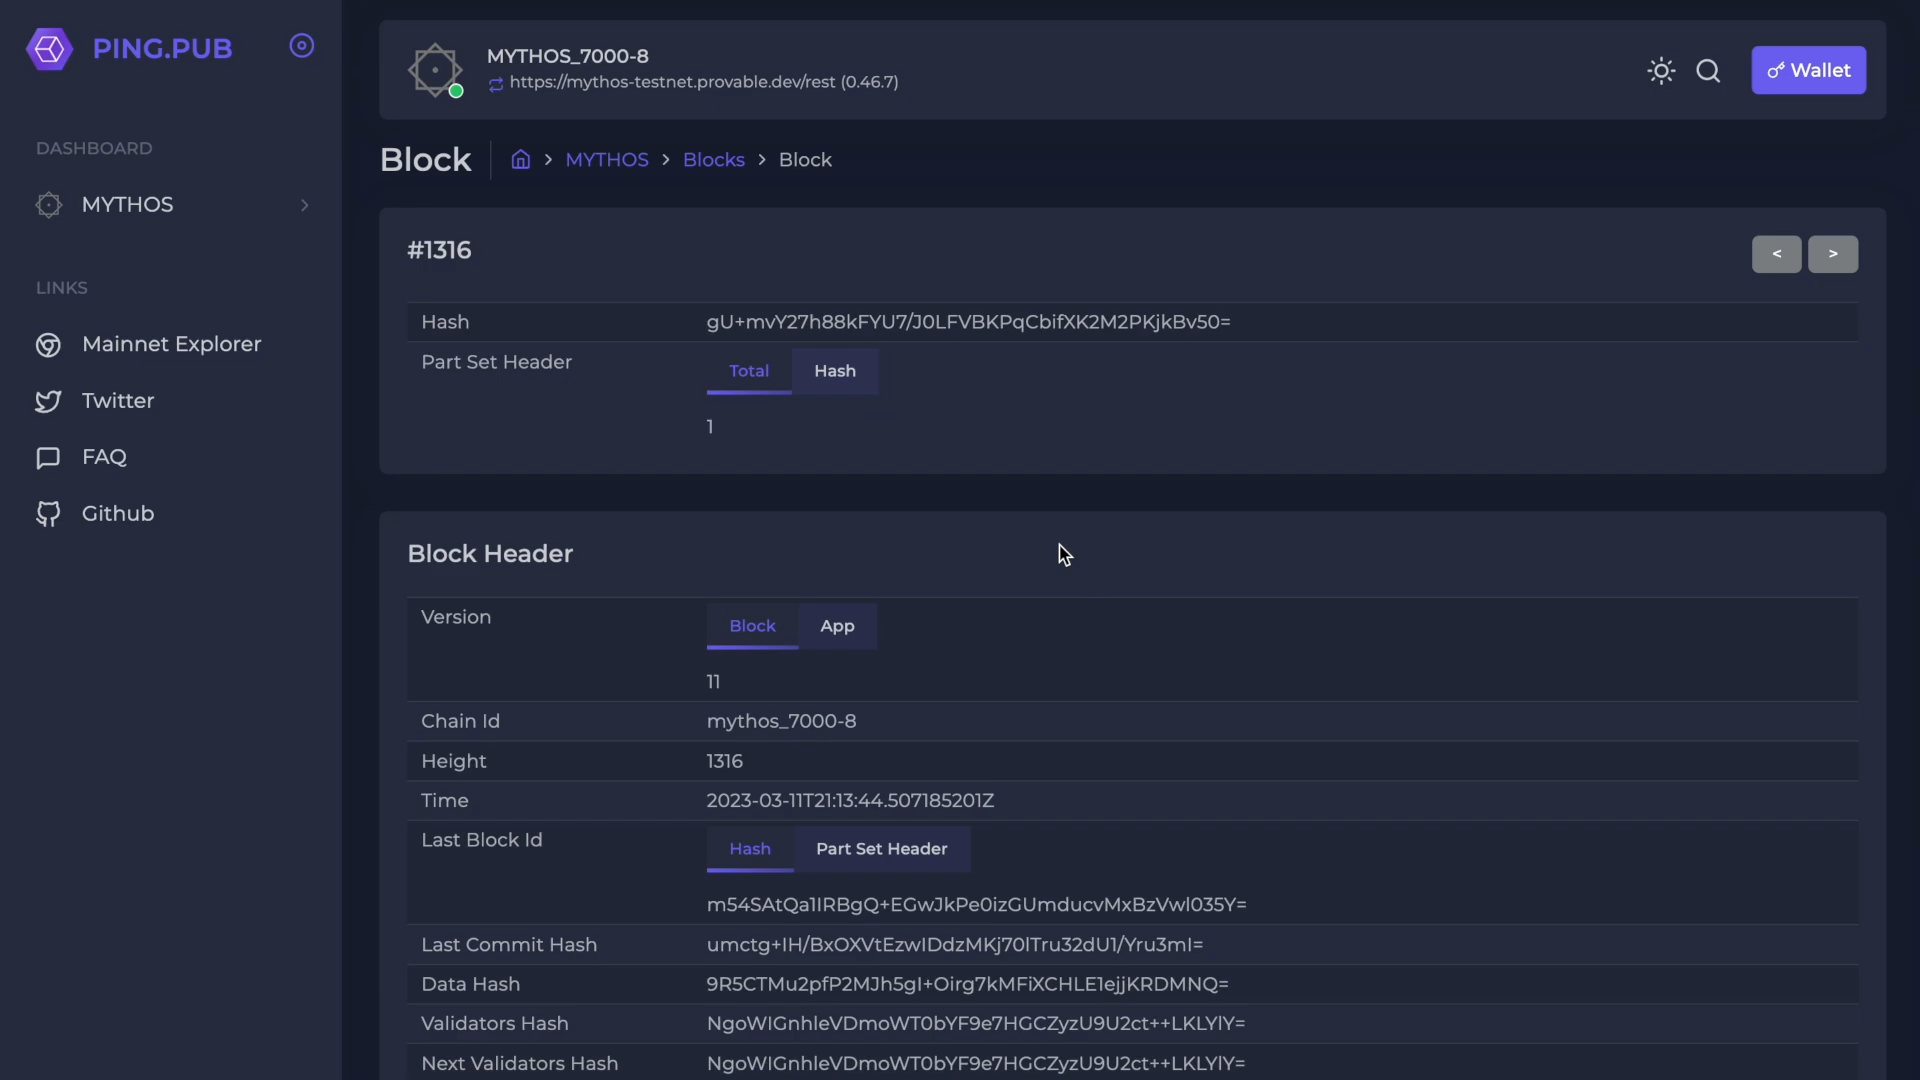 PING.PUB
DASHBOARD
MYTHOS
LINKS
Mainnet Explorer
Twitter
FAQ
Github
MYTHOS_7000-8
https://mythos-testnet.provable.dev/rest (0.46.7)
Wallet
Block
MYTHOS > Blocks > Block
#1316
< >
Hash gU+mvY27h88kFYU7/J0LFVBKPqCbifXK2M2PKjkBv50=
Part Set Header Total Hash
1
Block Header
Version Block App
11
Chain Id mythos_7000-8
Height 1316
Time 2023-03-11T21:13:44.507185201Z
Last Block Id Hash Part Set Header
m54SAtQa1IRBgQ+EGwJkPe0izGUmducvMxBzVwl035Y=
Last Commit Hash umctg+IH/BxOXVtEzwIDdzMKj70lTru32dU1/Yru3mI=
Data Hash 9R5CTMu2pfP2MJh5gI+Oirg7kMFiXCHLE1ejjKRDMNQ=
Validators Hash NgoWIGnhleVDmoWT0bYF9e7HGCZyzU9U2ct++LKLYlY=
Next Validators Hash NgoWIGnhleVDmoWT0bYF9e7HGCZyzU9U2ct++LKLYlY=